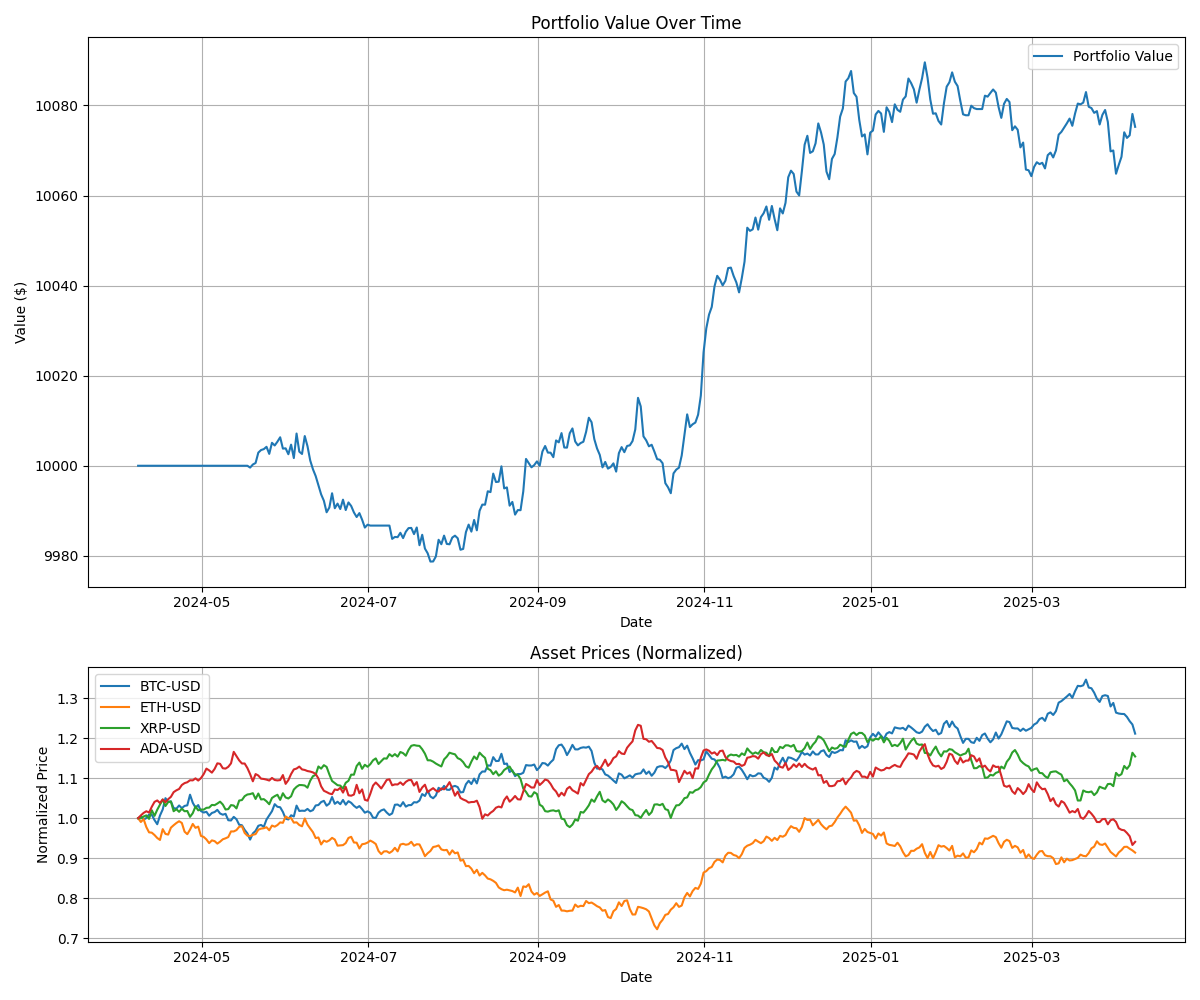 Portfolio Value Over Time
Portfolio Value
Value ($)
10080
10060
10040
10020
10000
9980
2024-05 2024-07 2024-09 2024-11 2025-01 2025-03
Date
Asset Prices (Normalized)
BTC-USD
ETH-USD
XRP-USD
ADA-USD
Normalized Price
1.3
1.2
1.1
1.0
0.9
0.8
0.7
2024-05 2024-07 2024-09 2024-11 2025-01 2025-03
Date